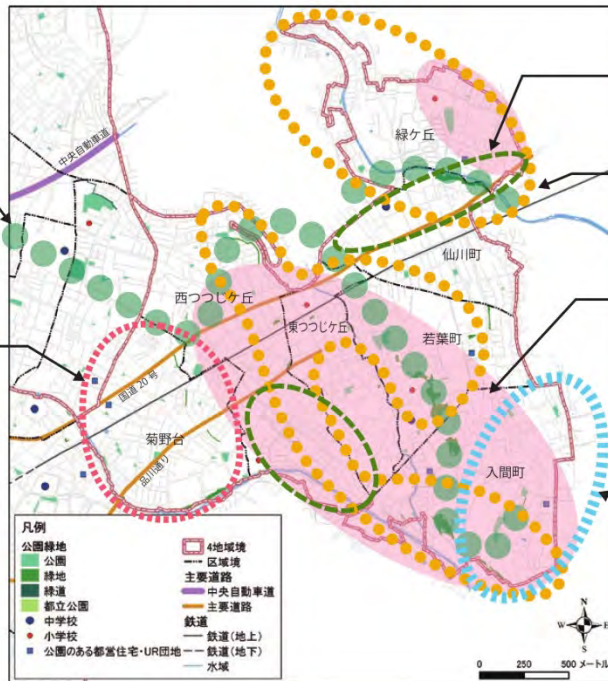 緑ケ丘
中央自動車道
仙川町
西つつじケ丘
東つつじケ丘
若葉町
国道20号
菊野台
品川通り
入間町
凡例
公園緑地
公園
緑地
緑道
都立公園
中学校
小学校
公園のある都営住宅・UR団地
4地域境
区域境
主要道路
中央自動車道
主要道路
鉄道
鉄道(地上)
鉄道(地下)
水域
N
W
E
S
0 250 500 メートル